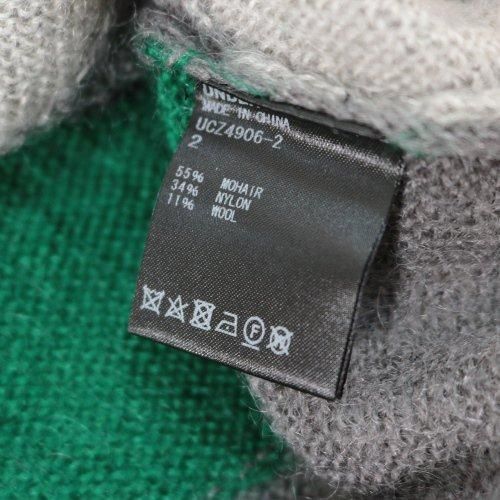 MADE IN CHINA
UCZ4906-2
2
55% MOHAIR
34% NYLON
11% WOOL
F
W